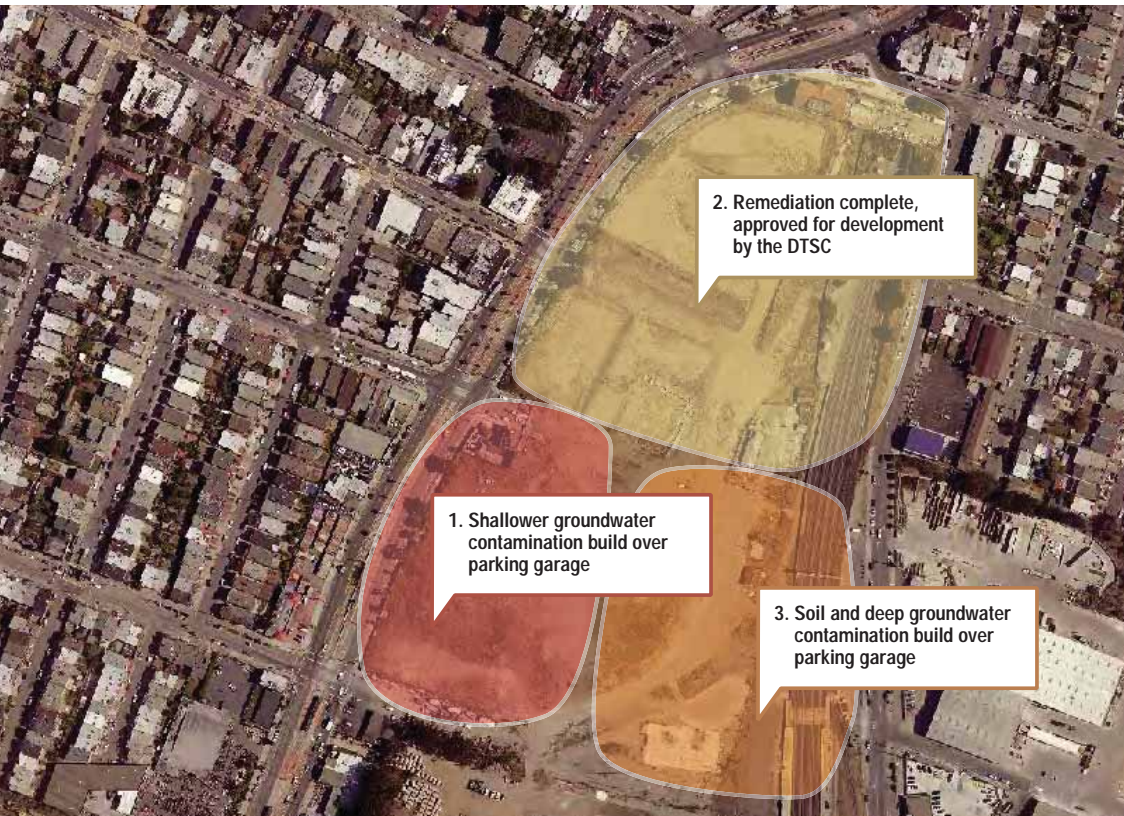 2. Remediation complete,
approved for development
by the DTSC
1. Shallower groundwater
contamination build over
parking garage
3. Soil and deep groundwater
contamination build over
parking garage